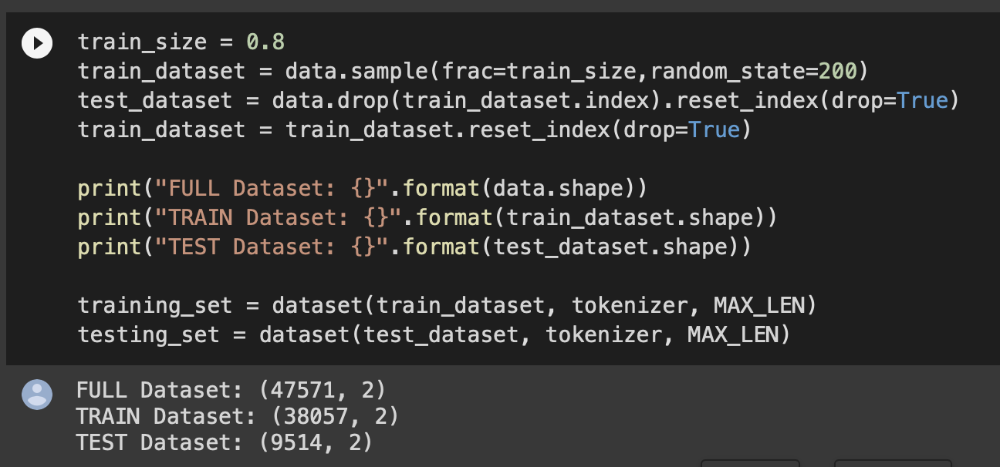 train_size = 0.8
train_dataset = data.sample(frac=train_size,random_state=200)
test_dataset = data.drop(train_dataset.index).reset_index(drop=True)
train_dataset = train_dataset.reset_index(drop=True)
print("FULL Dataset: {}".format(data.shape))
print("TRAIN Dataset: {}".format(train_dataset.shape))
print("TEST Dataset: {}".format(test_dataset.shape))
training_set = dataset(train_dataset, tokenizer, MAX_LEN)
testing_set = dataset(test_dataset, tokenizer, MAX_LEN)
FULL Dataset: (47571, 2)
TRAIN Dataset: (38057, 2)
TEST Dataset: (9514, 2)